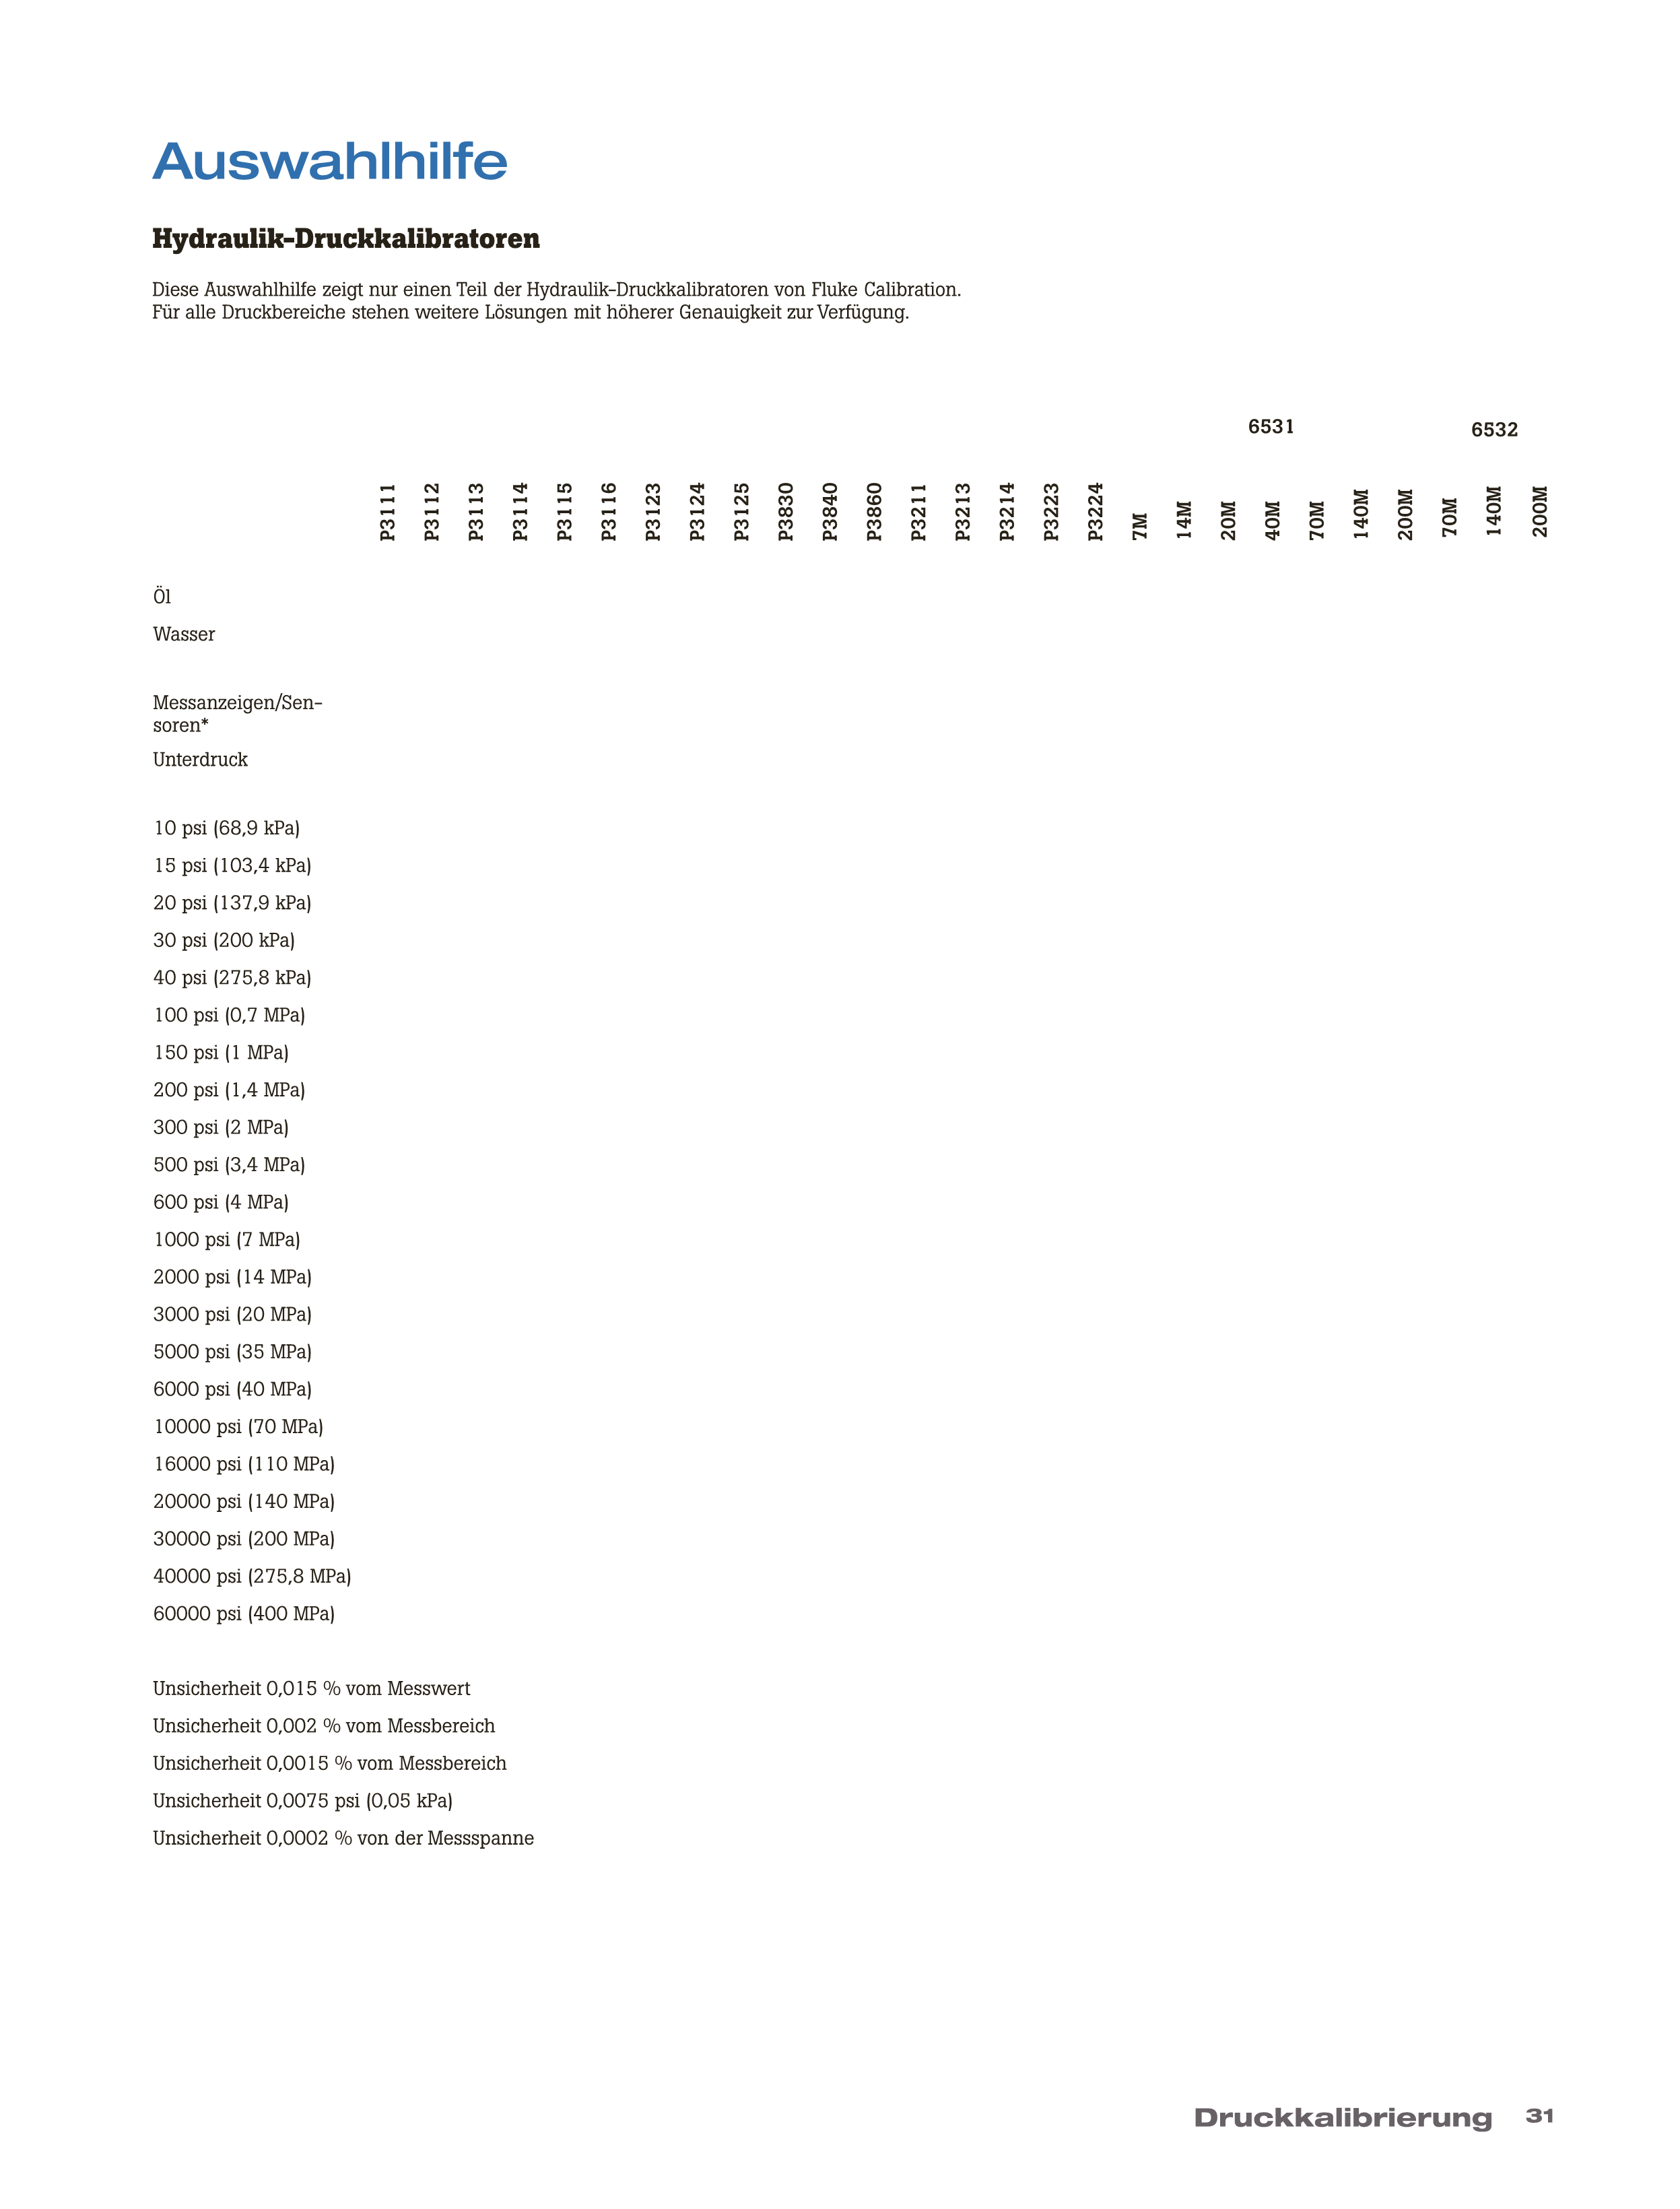 Auswahlhilfe
Hydraulik-Druckkalibratoren
Diese Auswahlhilfe zeigt nur einen Teil der Hydraulik-Druckkalibratoren von Fluke Calibration.
Für alle Druckbereiche stehen weitere Lösungen mit höherer Genauigkeit zur Verfügung.
6531 6532
P3111 P3112 P3113 P3114 P3115 P3116 P3123 P3124 P3125 P3830 P3840 P3860 P3211 P3213 P3214 P3223 P3224 7M 14M 20M 40M 70M 140M 200M 70M 140M 200M
Öl
Wasser
Messanzeigen/Sen-
soren*
Unterdruck
10 psi (68,9 kPa)
15 psi (103,4 kPa)
20 psi (137,9 kPa)
30 psi (200 kPa)
40 psi (275,8 kPa)
100 psi (0,7 MPa)
150 psi (1 MPa)
200 psi (1,4 MPa)
300 psi (2 MPa)
500 psi (3,4 MPa)
600 psi (4 MPa)
1000 psi (7 MPa)
2000 psi (14 MPa)
3000 psi (20 MPa)
5000 psi (35 MPa)
6000 psi (40 MPa)
10000 psi (70 MPa)
16000 psi (110 MPa)
20000 psi (140 MPa)
30000 psi (200 MPa)
40000 psi (275,8 MPa)
60000 psi (400 MPa)
Unsicherheit 0,015 % vom Messwert
Unsicherheit 0,002 % vom Messbereich
Unsicherheit 0,0015 % vom Messbereich
Unsicherheit 0,0075 psi (0,05 kPa)
Unsicherheit 0,0002 % von der Messspanne
Druckkalibrierung 31